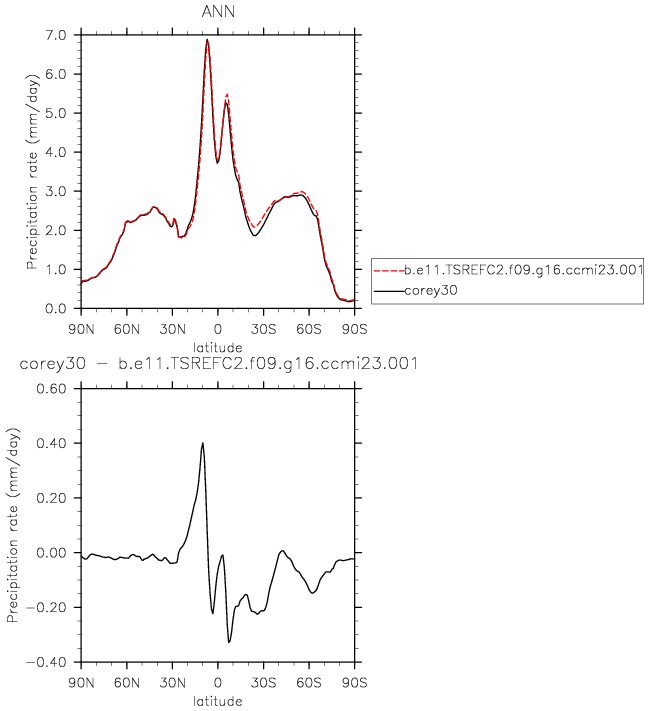 ANN
7.0
6.0
5.0
4.0
3.0
2.0
1.0
0.0
Precipitation rate (mm/day)
90N 60N 30N 0 30S 60S 90S
latitude
b.e11.TSREFC2.f09.g16.ccmi23.001
corey30
corey30 − b.e11.TSREFC2.f09.g16.ccmi23.001
0.60
0.40
0.20
0.00
−0.20
−0.40
Precipitation rate (mm/day)
90N 60N 30N 0 30S 60S 90S
latitude